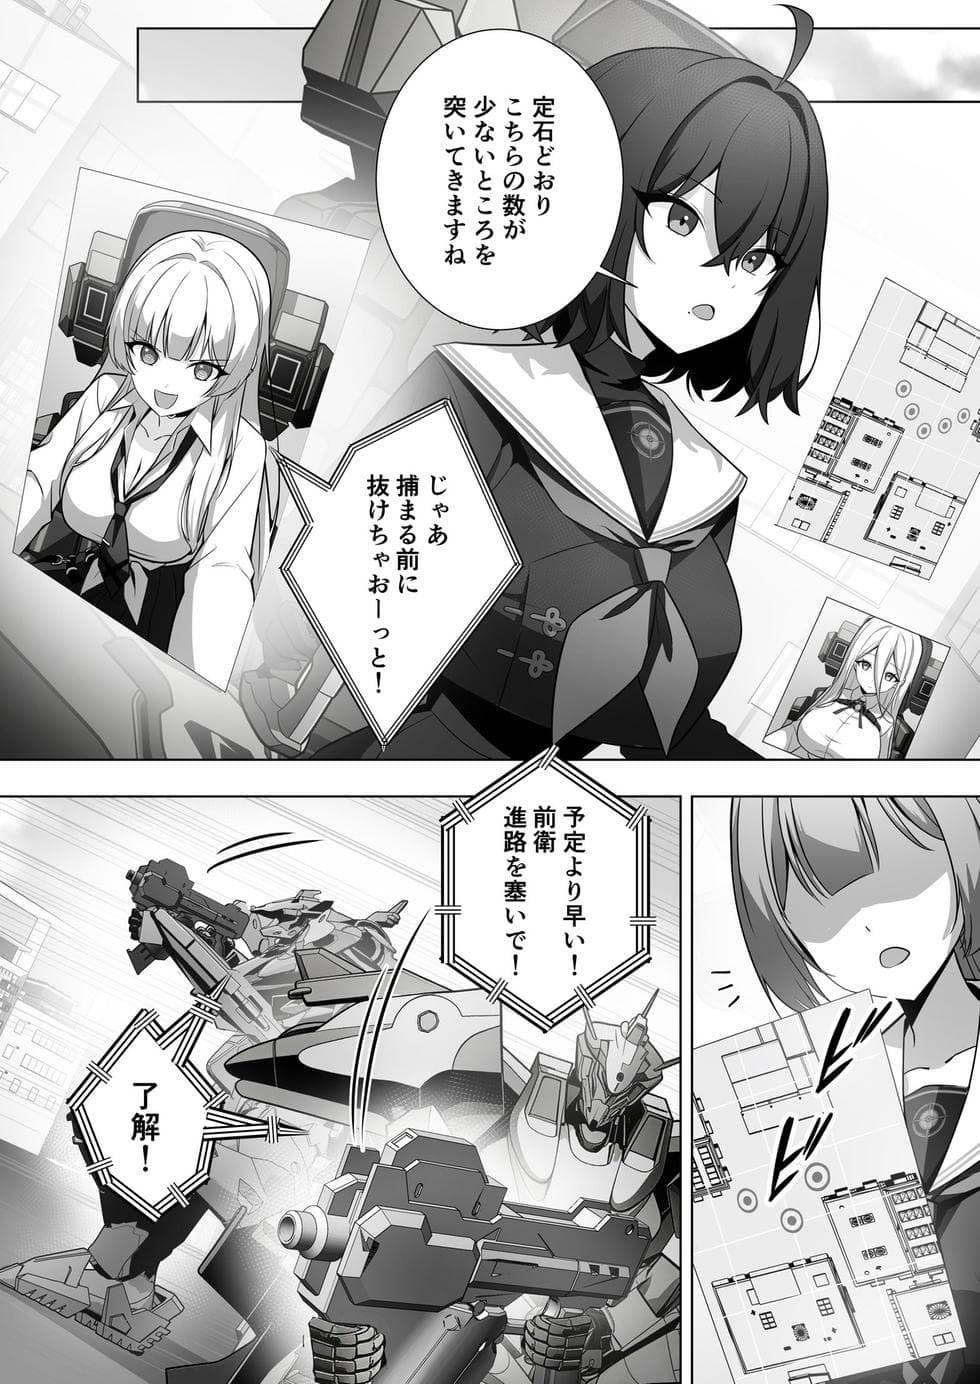 定石どおり
こちらの数が
少ないところを
突いてきますね
じゃあ
捕まる前に
抜けちゃおーっと！
予定より早い！
前衛
進路を塞いで！
ビビッ
了解！